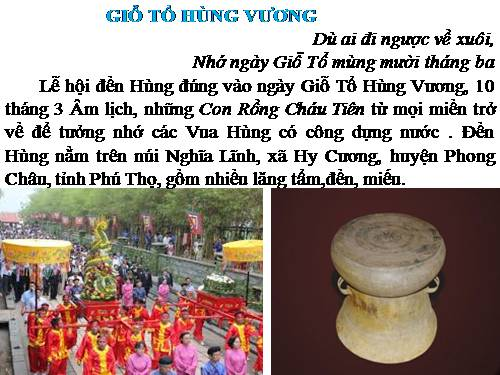 GIỖ TỔ HÙNG VƯƠNG
Dù ai đi ngược về xuôi,
Nhớ ngày Giỗ Tổ mùng mười tháng ba
Lễ hội đền Hùng đúng vào ngày Giỗ Tổ Hùng Vương, 10
tháng 3 Âm lịch, những Con Rồng Cháu Tiên từ mọi miền trở
về để tưởng nhớ các Vua Hùng có công dựng nước . Đền
Hùng nằm trên núi Nghĩa Lĩnh, xã Hy Cương, huyện Phong
Châu, tỉnh Phú Thọ, gồm nhiều lăng tẩm,đền, miếu.